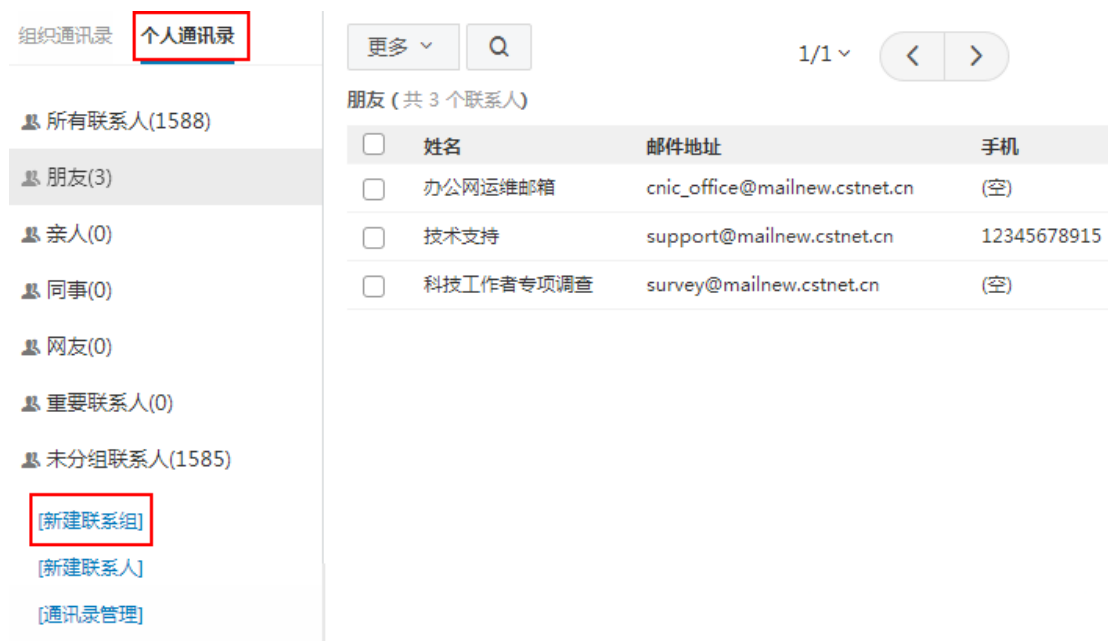 组织通讯录 个人通讯录
所有联系人(1588)
朋友(3)
亲人(0)
同事(0)
网友(0)
重要联系人(0)
未分组联系人(1585)
[新建联系组]
[新建联系人]
[通讯录管理]
更多 1/1
朋友 (共 3 个联系人)
姓名 邮件地址 手机
办公网运维邮箱 cnic_office@mailnew.cstnet.cn (空)
技术支持 support@mailnew.cstnet.cn 12345678915
科技工作者专项调查 survey@mailnew.cstnet.cn (空)